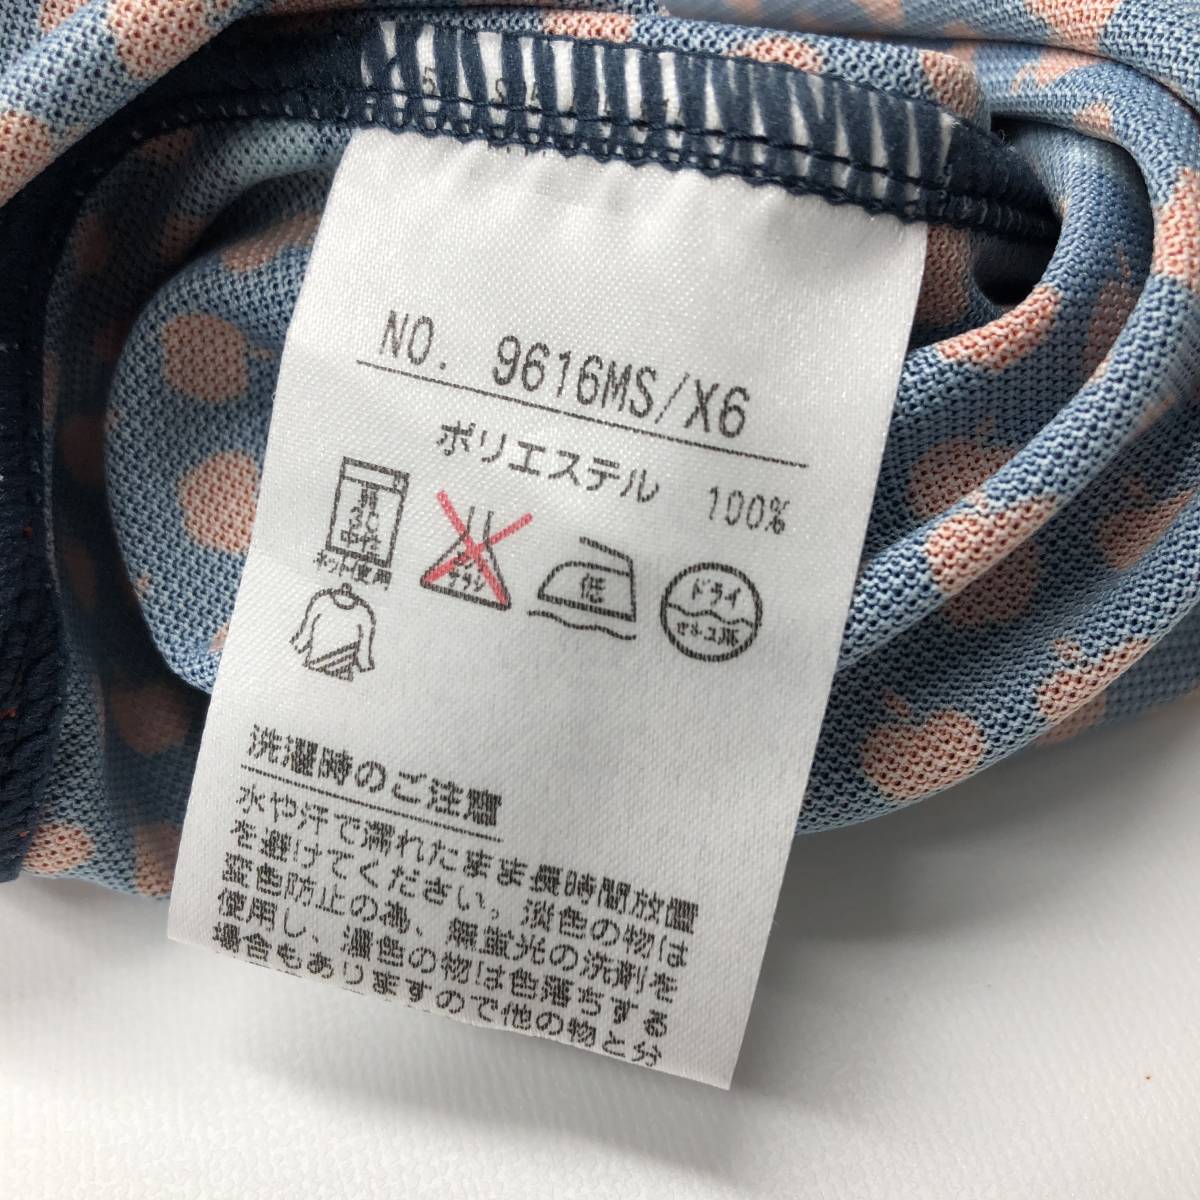 NO. 9616MS/X6
ポリエステル 100%
ネット使用
低
ドライ
セキユ系
洗濯時のご注意
水や汗で濡れたまま長時間放置
を避けてください。淡色の物は
変色防止の為、無蛍光の洗剤を
使用し、濃色の物は色落ちする
場合もありますので他の物と分